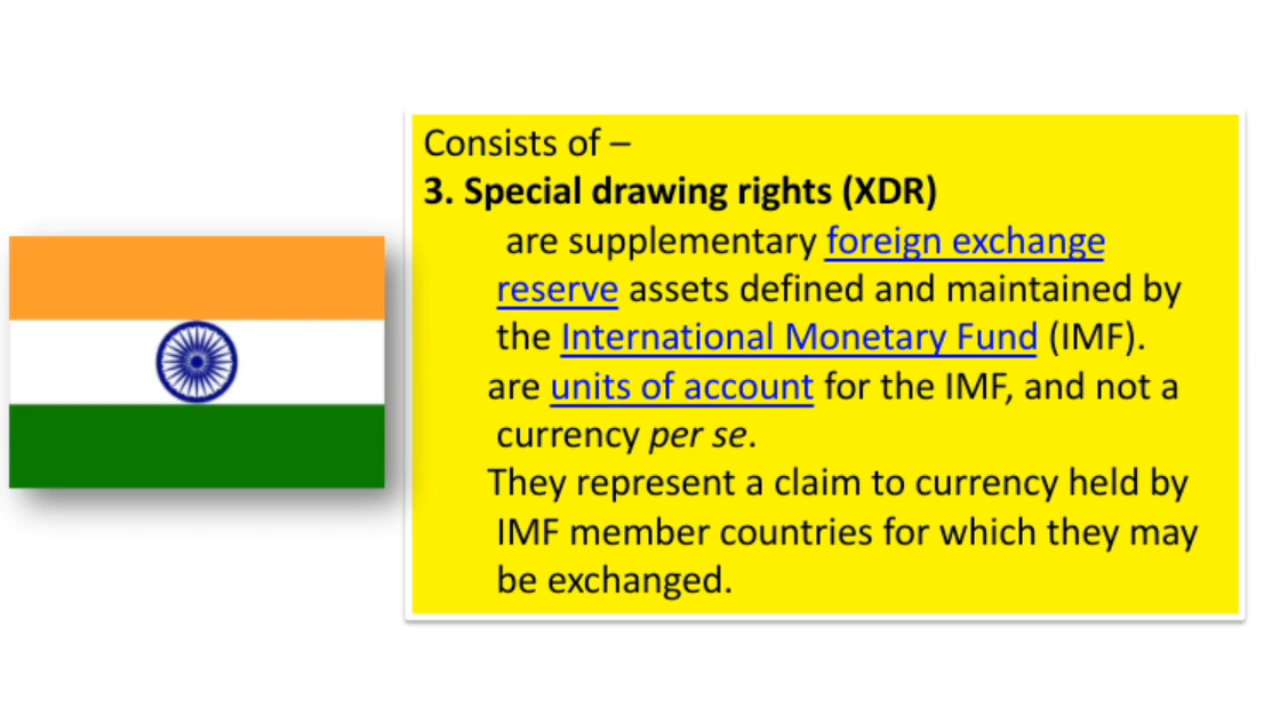 Consists of –
3. Special drawing rights (XDR)
are supplementary foreign exchange
reserve assets defined and maintained by
the International Monetary Fund (IMF).
are units of account for the IMF, and not a
currency per se.
They represent a claim to currency held by
IMF member countries for which they may
be exchanged.